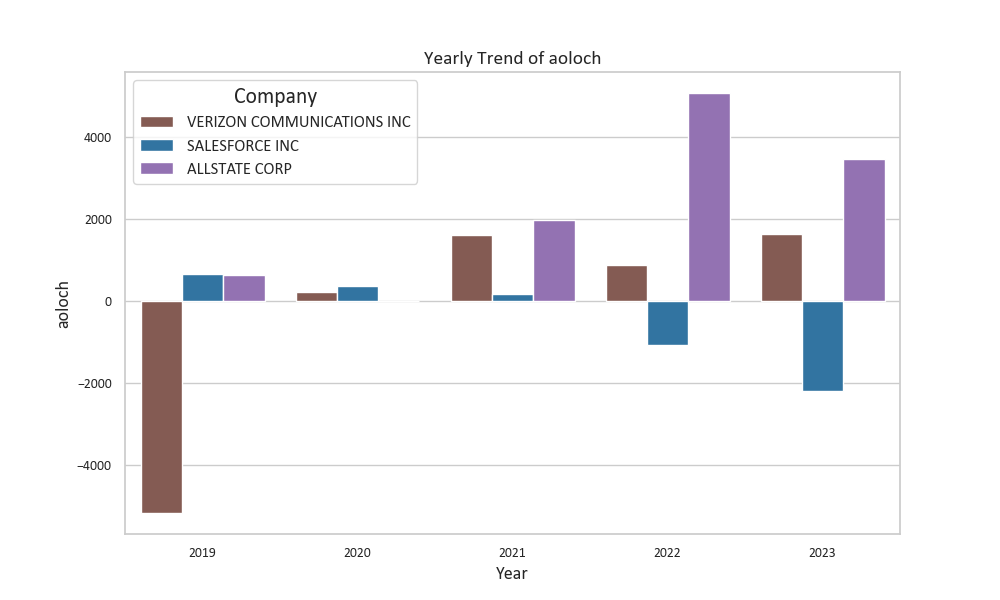 Yearly Trend of aoloch
Company
VERIZON COMMUNICATIONS INC
SALESFORCE INC
ALLSTATE CORP
4000
2000
0
−2000
−4000
aoloch
2019
2020
2021
2022
2023
Year